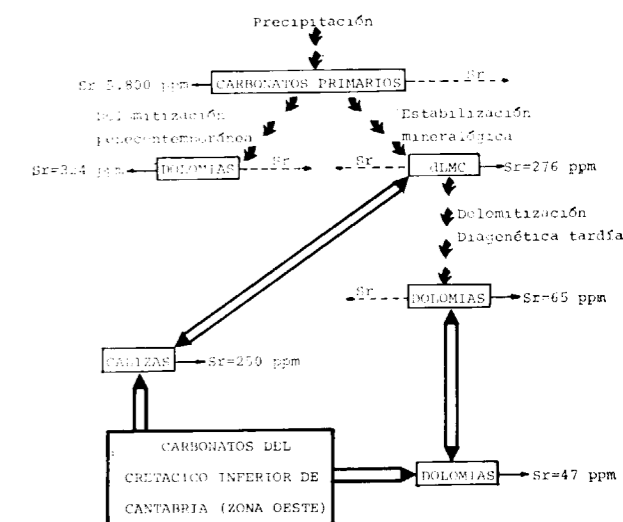 Precipitación
Sr 5.800 ppm
CARBONATOS PRIMARIOS
Sr
Estabilización
mineralógica
penecontemporánea
DOLOMIAS
Sr
Sr
dLMC
Sr=276 ppm
Dolomitización
Diagenética tardía
Sr
DOLOMIAS
Sr=65 ppm
CALIZAS
Sr=250 ppm
CARBONATOS DEL
CRETACICO INFERIOR DE
CANTABRIA (ZONA OESTE)
DOLOMIAS
Sr=47 ppm